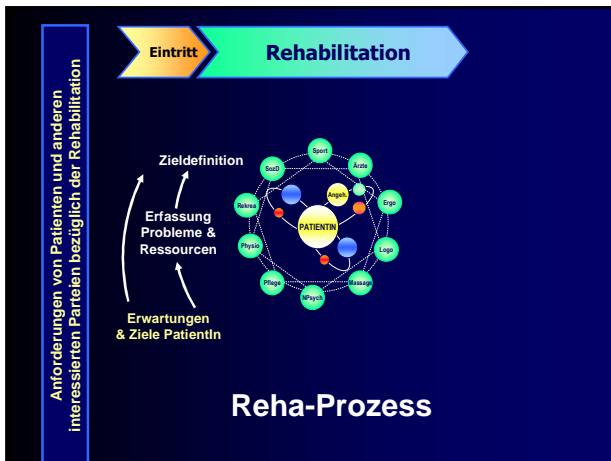 Anforderungen von Patienten und anderen
interessierten Parteien bezüglich der Rehabilitation
Eintritt
Rehabilitation
Zieldefinition
Erfassung
Probleme &
Ressourcen
Erwartungen
& Ziele PatientIn
Sport
SozD
Ärzte
Angeh.
Rekrea
Ergo
PATIENTIN
Physio
Logo
Pflege
Massage
NPsych
Reha-Prozess